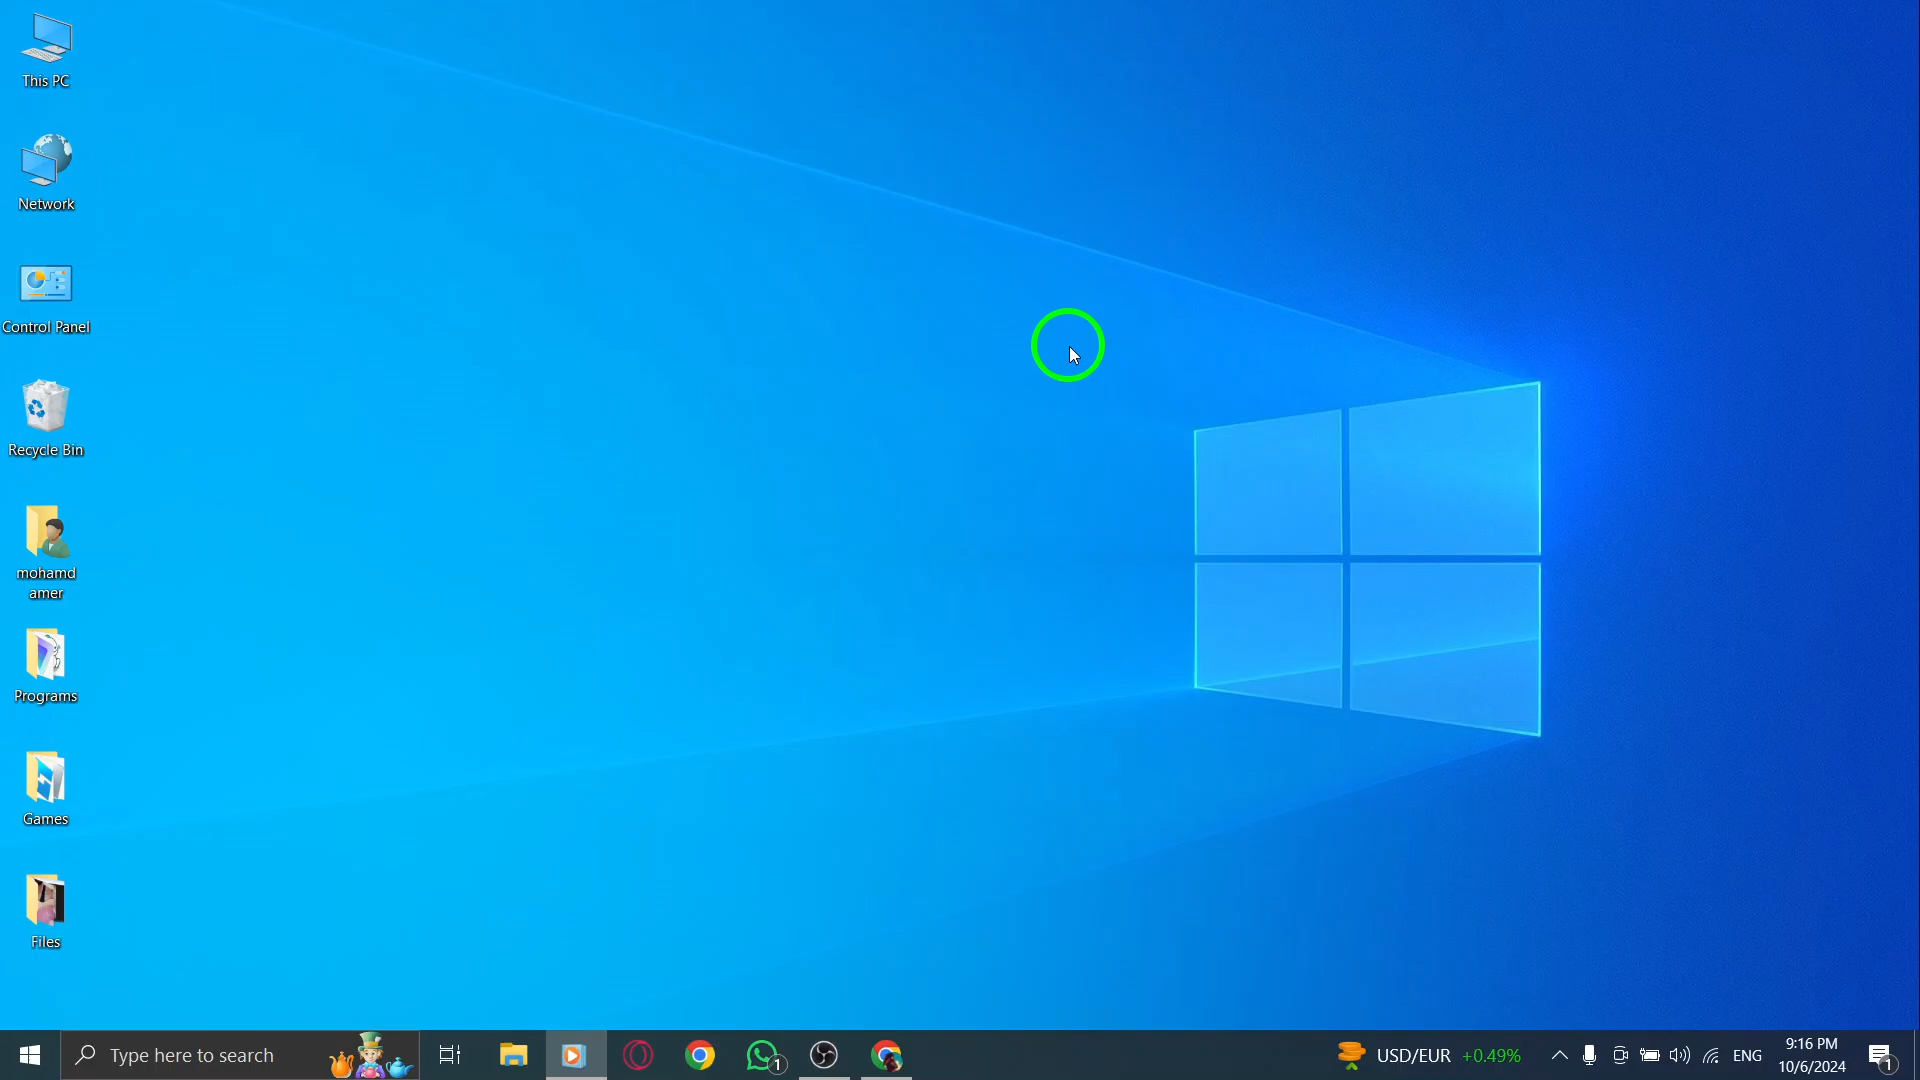 This PC
Network
Control Panel
Recycle Bin
mohamd
amer
Programs
Games
Files
Type here to search
1
USD/EUR +0.49%
ENG
9:16 PM
10/6/2024
1